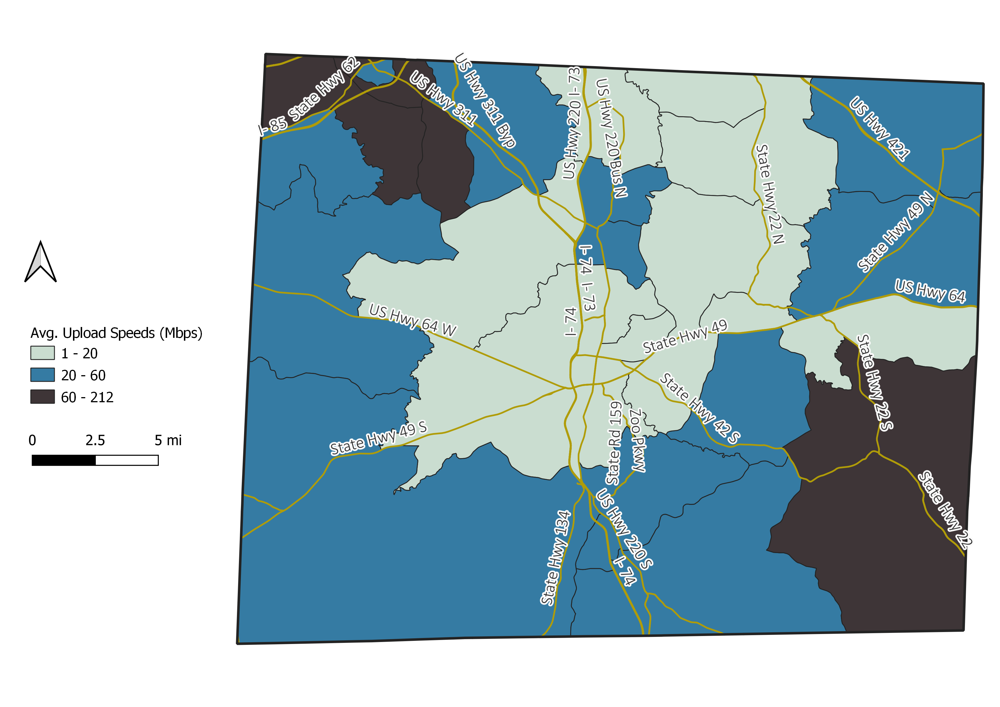 State Hwy 62
I- 85
US Hwy 311
US Hwy 311 Byp
US Hwy 220
I- 73
US Hwy 220 Bus N
State Hwy 22 N
US Hwy 421
State Hwy 49 N
US Hwy 64
I- 74
I- 73
I- 74
US Hwy 64 W
State Hwy 49
Avg. Upload Speeds (Mbps)
1 - 20
20 - 60
60 - 212
0 2.5 5 mi
State Hwy 49 S
State Rd 159
Zoo Pkwy
State Hwy 42 S
State Hwy 22 S
State Hwy 22
State Hwy 134
US Hwy 220 S
I- 74